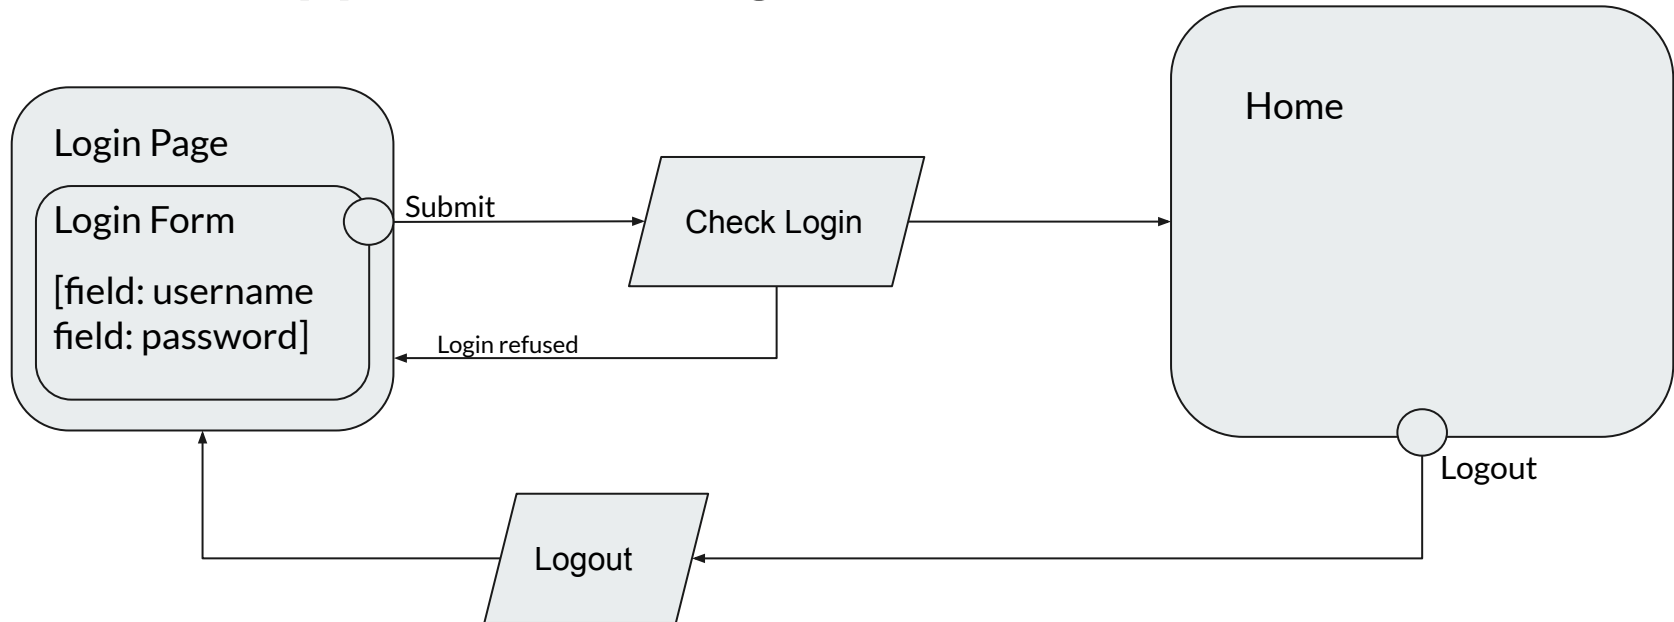 Home
Login Page
Submit
Login Form
Check Login
[field: username
field: password]
Login refused
Logout
Logout